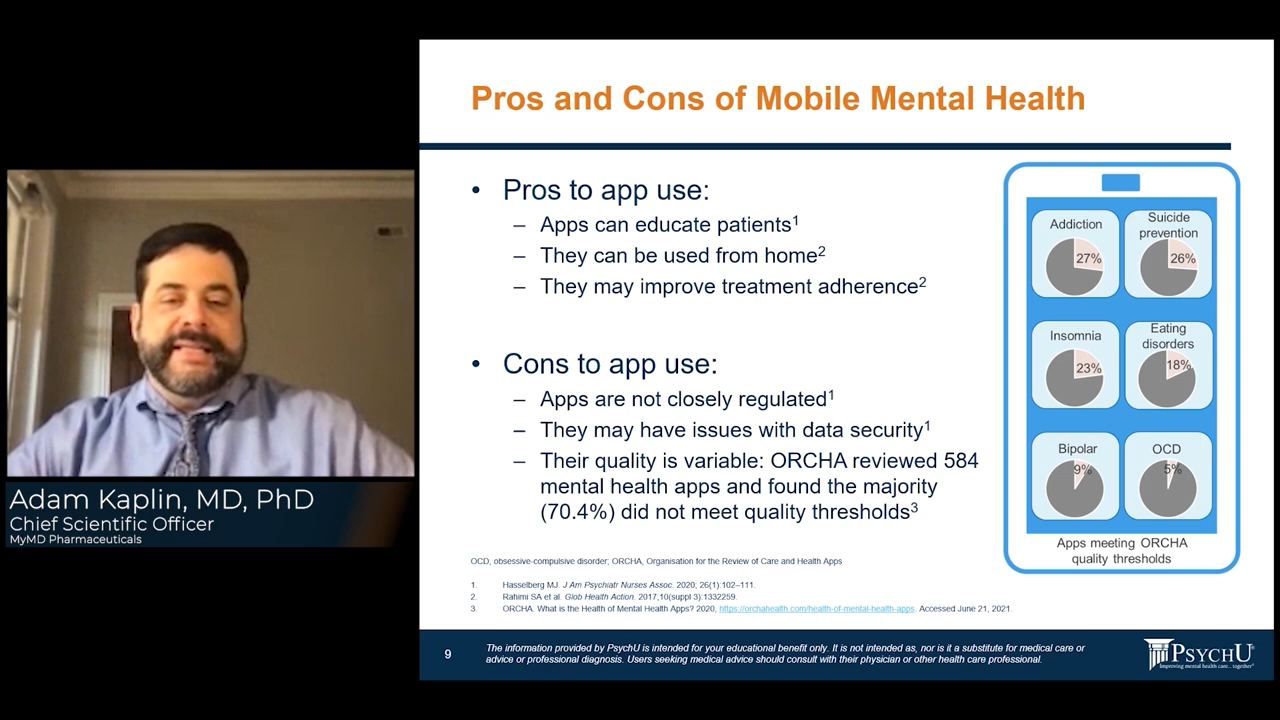 Pros and Cons of Mobile Mental Health
• Pros to app use:
– Apps can educate patients1
– They can be used from home2
– They may improve treatment adherence2
• Cons to app use:
– Apps are not closely regulated1
– They may have issues with data security1
– Their quality is variable: ORCHA reviewed 584
mental health apps and found the majority
(70.4%) did not meet quality thresholds3
Addiction
27%
Suicide
prevention
26%
Insomnia
23%
Eating
disorders
18%
Bipolar
9%
OCD
5%
Apps meeting ORCHA
quality thresholds
Adam Kaplin, MD, PhD
Chief Scientific Officer
MyMD Pharmaceuticals
OCD, obsessive-compulsive disorder; ORCHA, Organisation for the Review of Care and Health Apps
1. Hasselberg MJ. J Am Psychiatr Nurses Assoc. 2020; 26(1):102–111.
2. Rahimi SA et al. Glob Health Action. 2017;10(suppl 3):1332259.
3. ORCHA. What is the Health of Mental Health Apps? 2020, https://orchahealth.com/health-of-mental-health-apps. Accessed June 21, 2021.
9
The information provided by PsychU is intended for your educational benefit only. It is not intended as, nor is it a substitute for medical care or
advice or professional diagnosis. Users seeking medical advice should consult with their physician or other health care professional.
PSYCHU®
Improving mental health care... together®